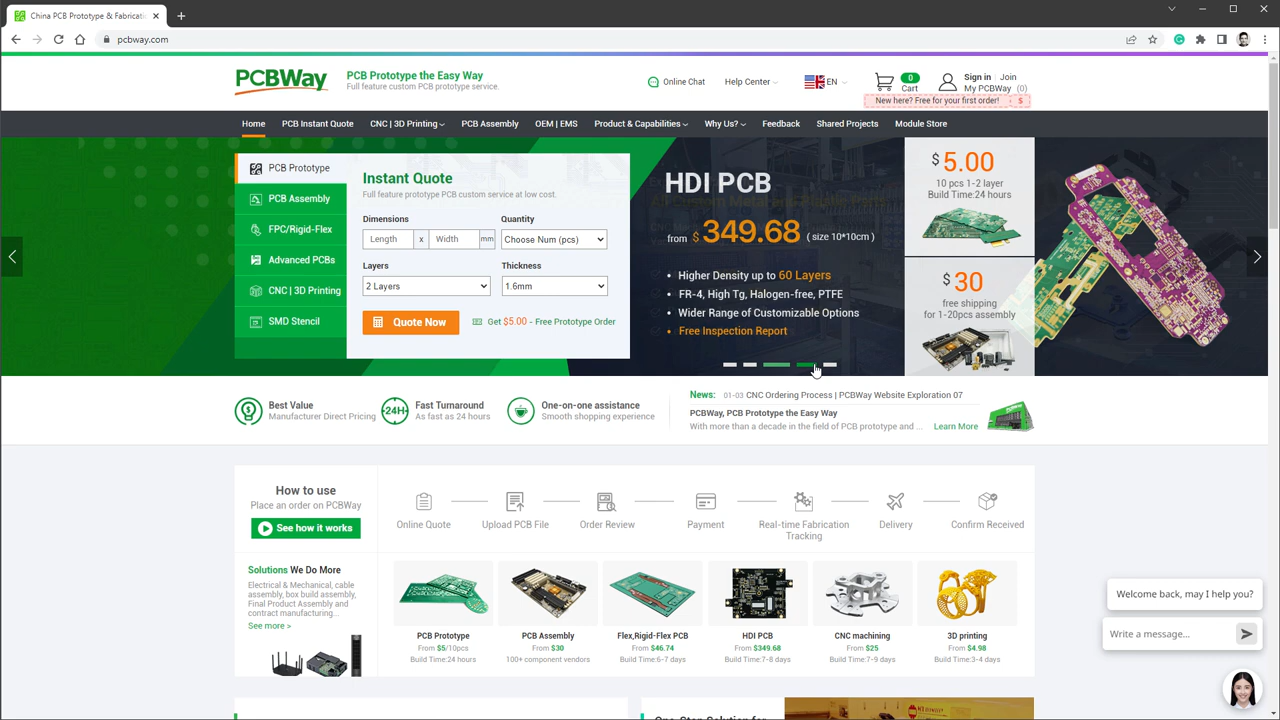 China PCB Prototype & Fabricati
pcbway.com
PCBWay
PCB Prototype the Easy Way
Full feature custom PCB prototype service.
Online Chat
Help Center
EN
0
Cart
Sign in
Join
My PCBWay (0)
New here? Free for your first order! $
Home
PCB Instant Quote
CNC | 3D Printing
PCB Assembly
OEM | EMS
Product & Capabilities
Why Us?
Feedback
Shared Projects
Module Store
PCB Prototype
PCB Assembly
FPC/Rigid-Flex
Advanced PCBs
CNC | 3D Printing
SMD Stencil
Instant Quote
Full feature prototype PCB custom service at low cost.
Dimensions
Quantity
Length x Width mm
Choose Num (pcs)
Layers
Thickness
2 Layers
1.6mm
Quote Now
Get $5.00 - Free Prototype Order
HDI PCB
from $ 349.68 ( size 10*10cm )
• Higher Density up to 60 Layers
• FR-4, High Tg, Halogen-free, PTFE
• Wider Range of Customizable Options
• Free Inspection Report
$5.00
10 pcs 1-2 layer
Build Time:24 hours
$30
free shipping
for 1-20pcs assembly
Best Value
Manufacturer Direct Pricing
24H
Fast Turnaround
As fast as 24 hours
One-on-one assistance
Smooth shopping experience
News: 01-03 CNC Ordering Process | PCBWay Website Exploration 07
PCBWay, PCB Prototype the Easy Way
With more than a decade in the field of PCB prototype and ...
Learn More
How to use
Place an order on PCBWay
See how it works
Online Quote
Upload PCB File
Order Review
Payment
Real-time Fabrication
Tracking
Delivery
Confirm Received
Solutions We Do More
Electrical & Mechanical, cable
assembly, box build assembly,
Final Product Assembly and
contract manufacturing...
See more >
PCB Prototype
From $5/10pcs
Build Time:24 hours
PCB Assembly
From $30
100+ component vendors
Flex,Rigid-Flex PCB
From $46.74
Build Time:6-7 days
HDI PCB
From $349.68
Build Time:7-8 days
CNC machining
From $25
Build Time:7-9 days
3D printing
From $4.98
Build Time:3-4 days
Welcome back, may I help you?
Write a message...